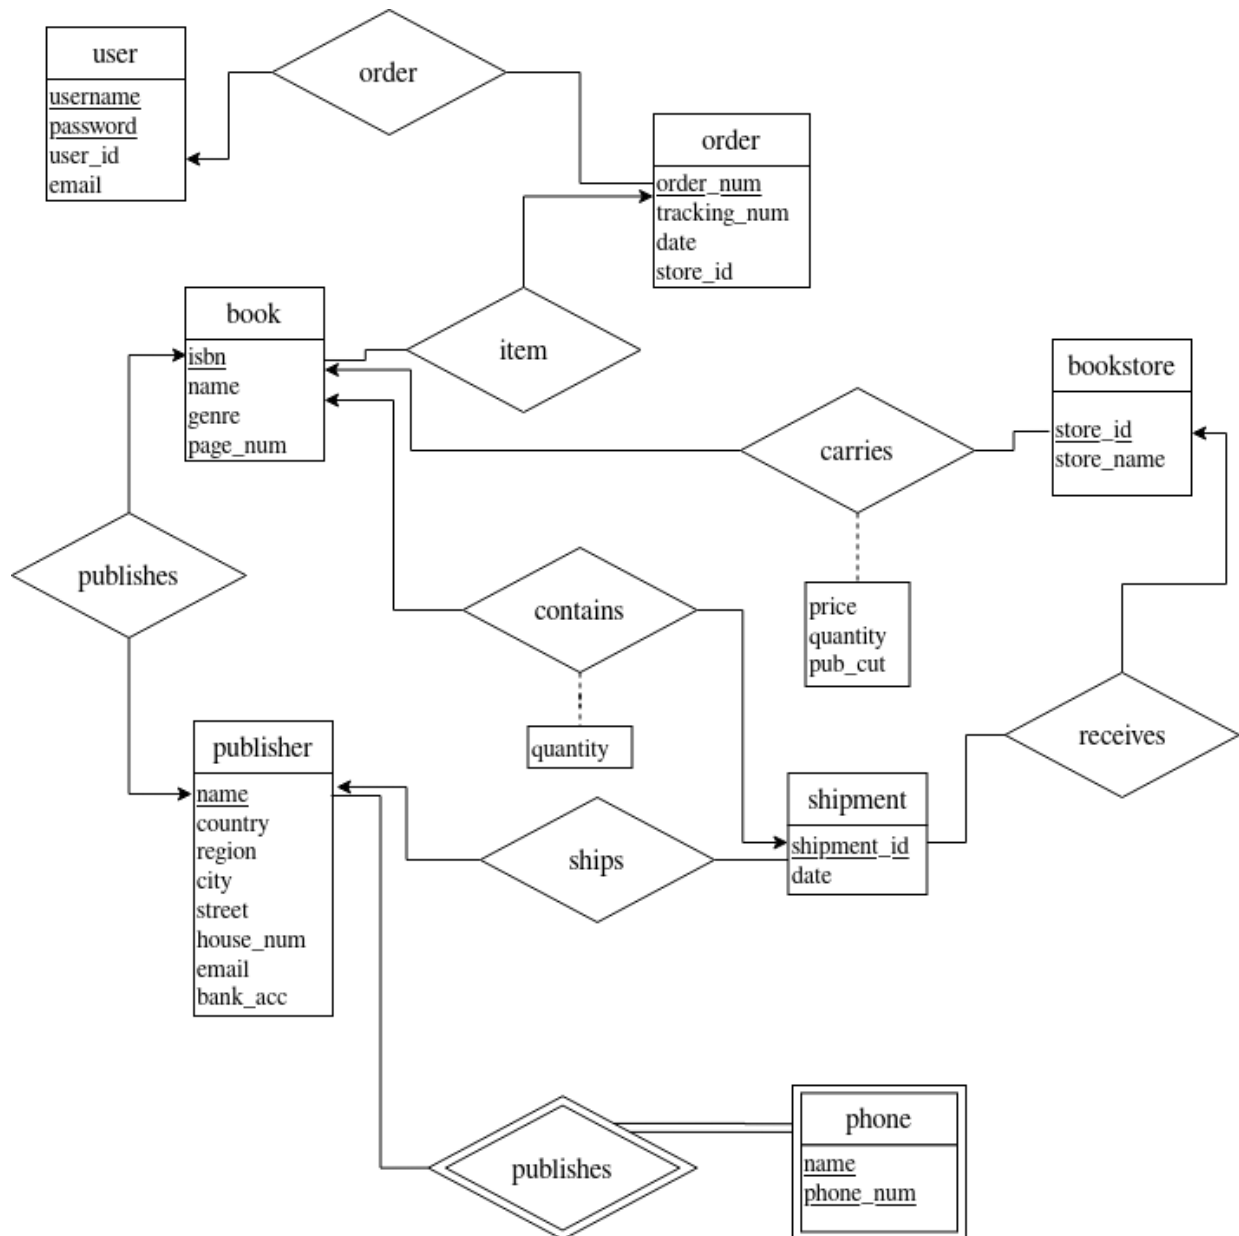 user
username
password
user_id
email
order
order
order_num
tracking_num
date
store_id
book
isbn
name
genre
page_num
item
bookstore
store_id
store_name
carries
price
quantity
pub_cut
publishes
contains
quantity
receives
publisher
name
country
region
city
street
house_num
email
bank_acc
ships
shipment
shipment_id
date
publishes
phone
name
phone_num